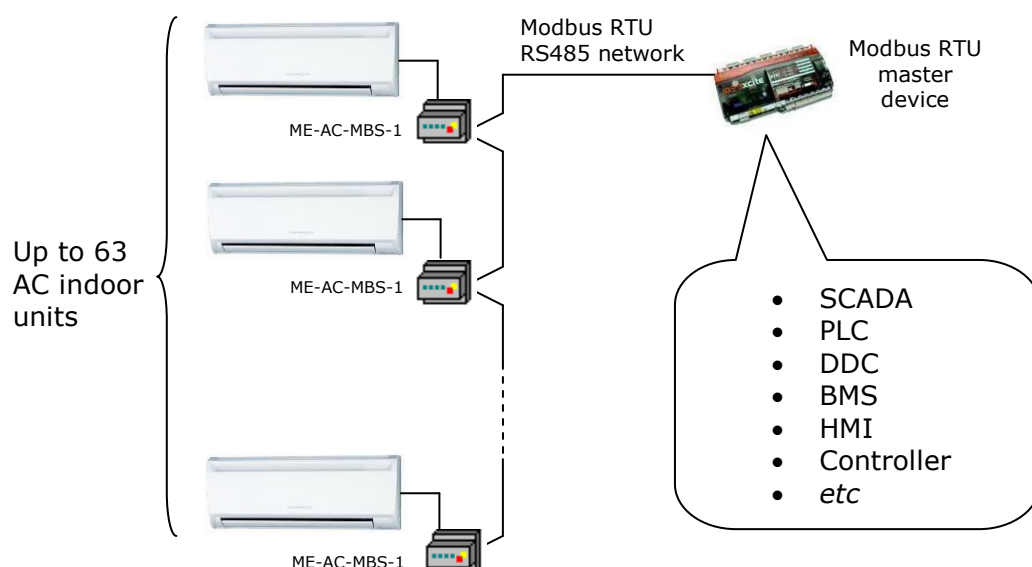 Modbus RTU
RS485 network
Modbus RTU
master
device
ME-AC-MBS-1
Up to 63
AC indoor
units
ME-AC-MBS-1
• SCADA
• PLC
• DDC
• BMS
• HMI
• Controller
• etc
ME-AC-MBS-1